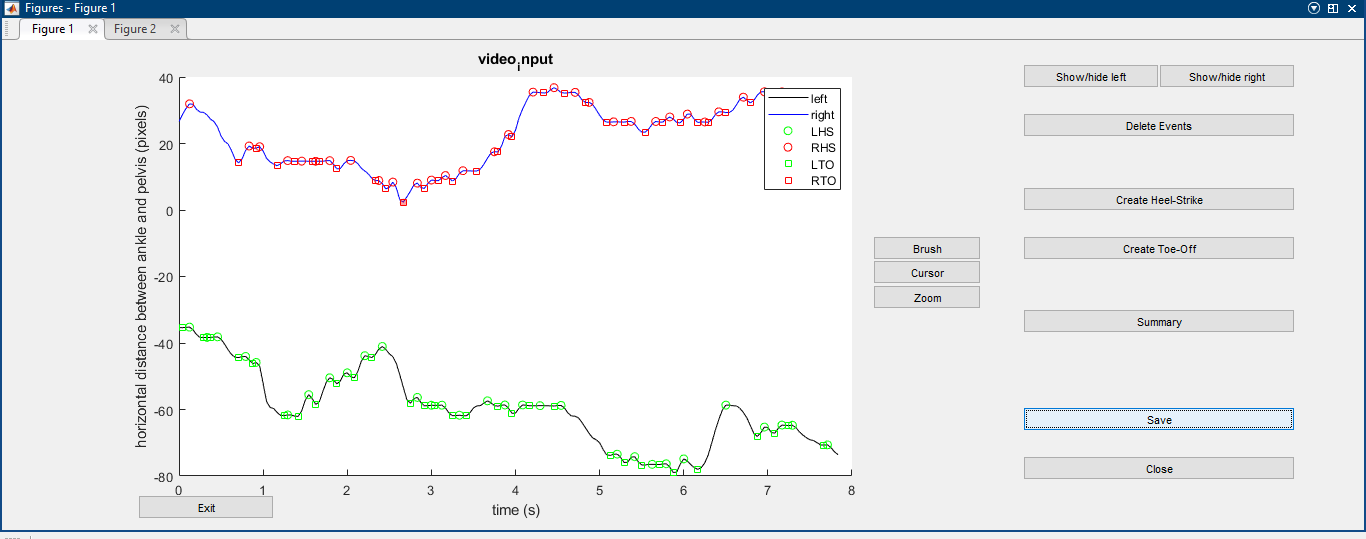 Figures - Figure 1
Figure 1
Figure 2
video_input
horizontal distance between ankle and pelvis (pixels)
40
20
0
-20
-40
-60
-80
0 1 2 3 4 5 6 7 8
time (s)
left
right
LHS
RHS
LTO
RTO
Exit
Brush
Cursor
Zoom
Show/hide left
Show/hide right
Delete Events
Create Heel-Strike
Create Toe-Off
Summary
Save
Close